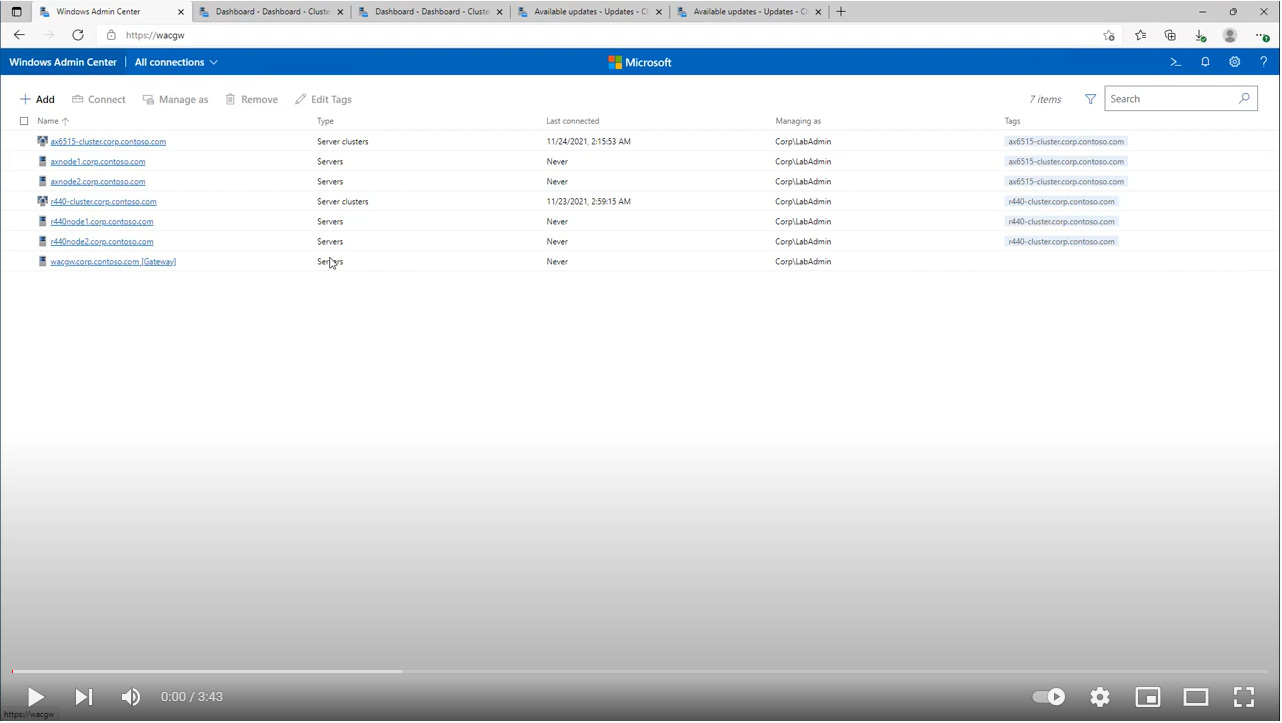 Windows Admin Center
Dashboard - Dashboard - Cluste
Dashboard - Dashboard - Cluste
Available updates - Updates - C
Available updates - Updates - C
https://wacgw
Windows Admin Center All connections Microsoft ?
Add Connect Manage as Remove Edit Tags 7 items Search
Name Type Last connected Managing as Tags
ax6515-cluster.corp.contoso.com Server clusters 11/24/2021, 2:15:53 AM Corp\LabAdmin ax6515-cluster.corp.contoso.com
axnode1.corp.contoso.com Servers Never Corp\LabAdmin ax6515-cluster.corp.contoso.com
axnode2.corp.contoso.com Servers Never Corp\LabAdmin ax6515-cluster.corp.contoso.com
r440-cluster.corp.contoso.com Server clusters 11/23/2021, 2:59:15 AM Corp\LabAdmin r440-cluster.corp.contoso.com
r440node1.corp.contoso.com Servers Never Corp\LabAdmin r440-cluster.corp.contoso.com
r440node2.corp.contoso.com Servers Never Corp\LabAdmin r440-cluster.corp.contoso.com
wacgw.corp.contoso.com [Gateway] Servers Never Corp\LabAdmin
0:00 / 3:43
https://wacgw